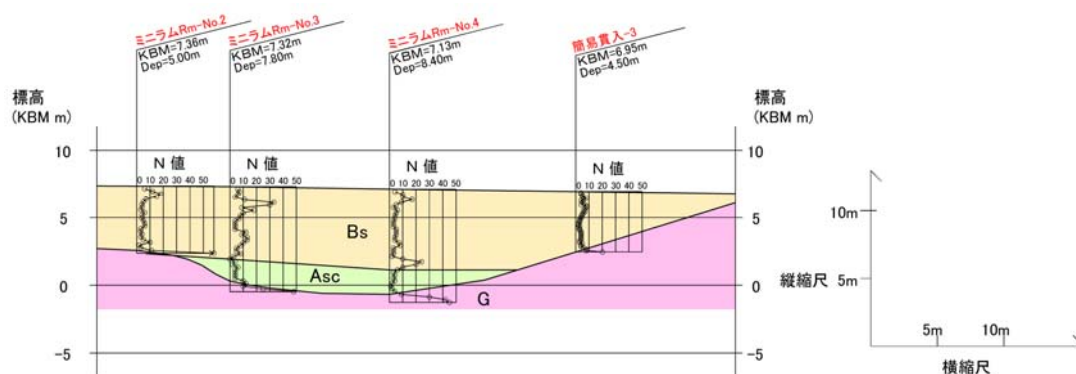 ミニラムRm-No.2
KBM=7.36m
Dep=5.00m
ミニラムRm-No.3
KBM=7.32m
Dep=7.80m
ミニラムRm-No.4
KBM=7.13m
Dep=8.40m
簡易貫入-3
KBM=6.95m
Dep=4.50m
標高
(KBM m)
標高
(KBM m)
10
10
N 値
N 値
N 値
N 値
0 10 20 30 40 50
0 10 20 30 40 50
0 10 20 30 40 50
0 10 20 30 40 50
5
Bs
5
Asc
0
G
0
-5
-5
10m
縦縮尺
5m
5m
10m
横縮尺